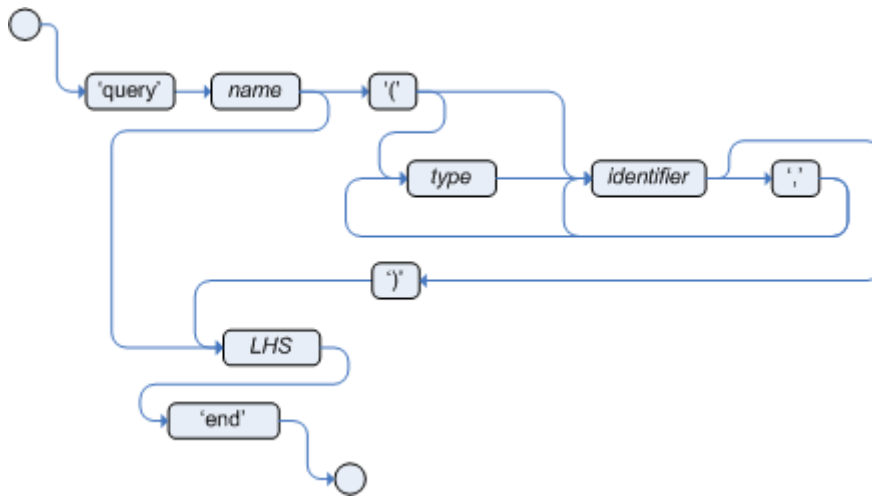 ‘query’ name ‘(’
type identifier ‘,’
‘)’
LHS
‘end’